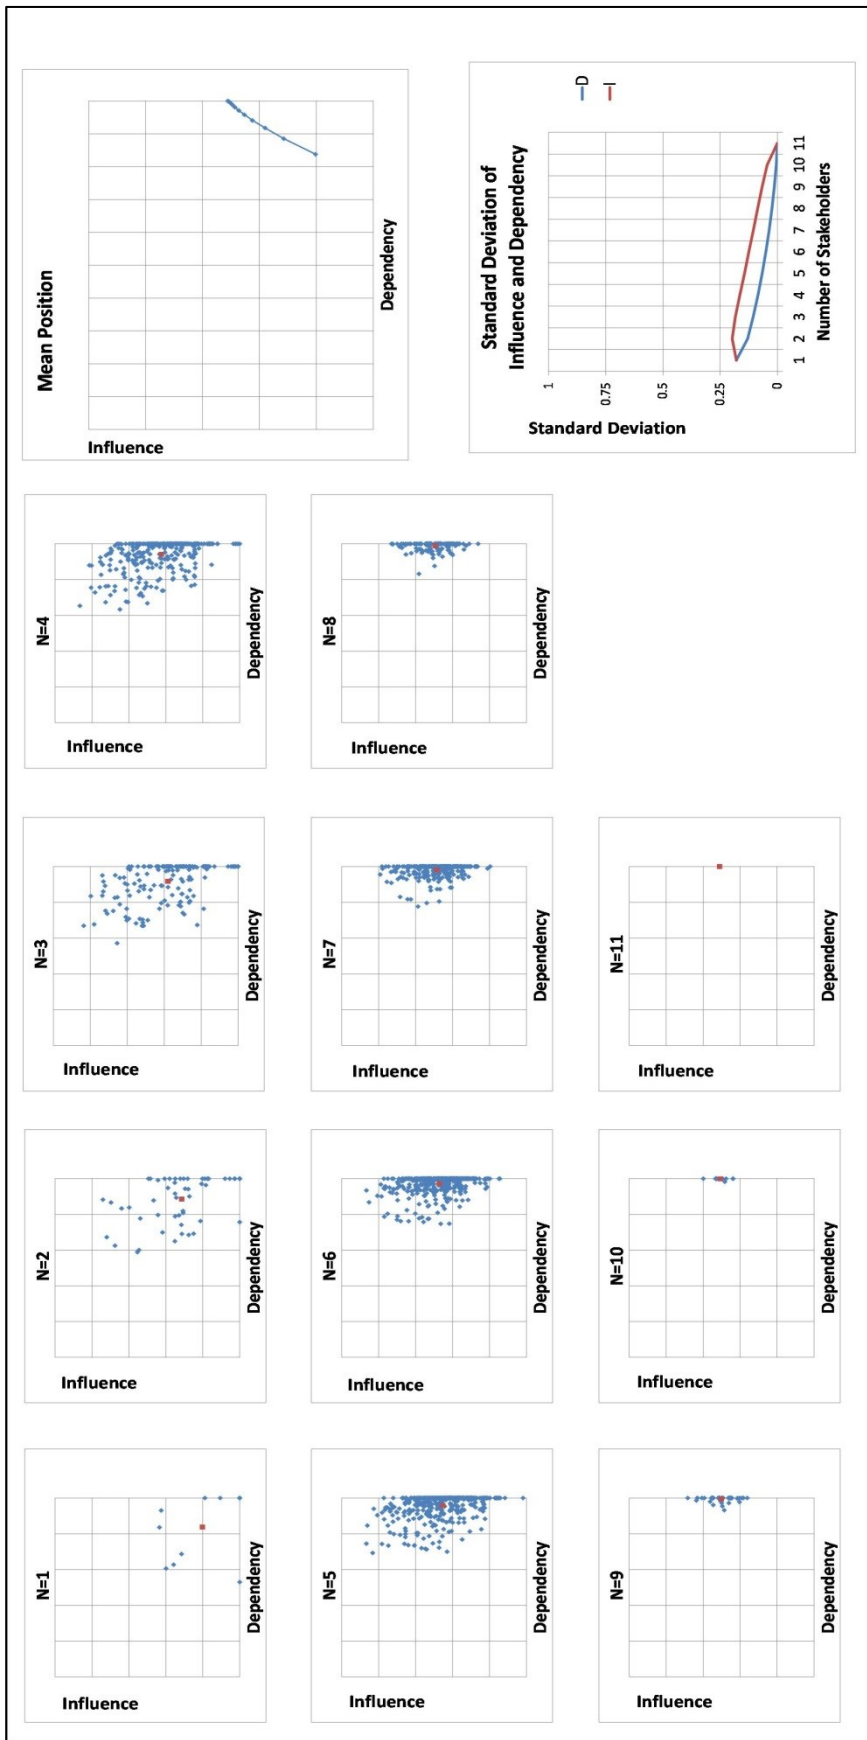 N=1
Influence
Dependency
N=2
Influence
Dependency
N=3
Influence
Dependency
N=4
Influence
Dependency
Mean Position
Influence
Dependency
N=5
Influence
Dependency
N=6
Influence
Dependency
N=7
Influence
Dependency
N=8
Influence
Dependency
Standard Deviation of
Influence and Dependency
Standard Deviation
1
0.75
0.5
0.25
0
1 2 3 4 5 6 7 8 9 10 11
Number of Stakeholders
D
I
N=9
Influence
Dependency
N=10
Influence
Dependency
N=11
Influence
Dependency